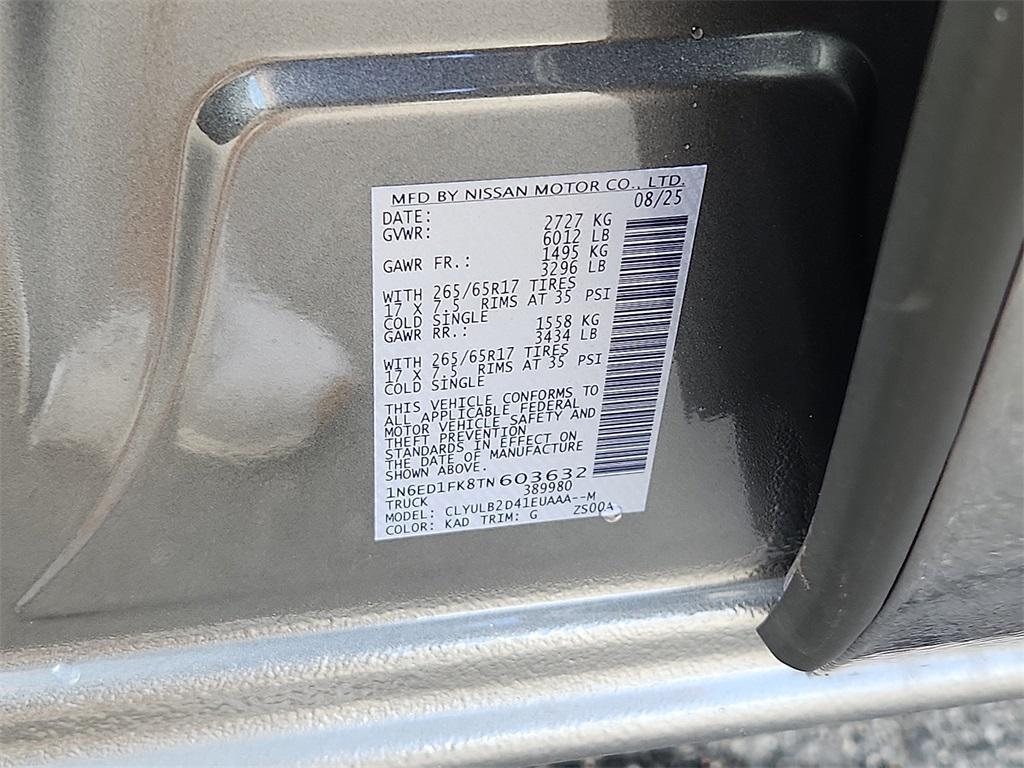 MFD BY NISSAN MOTOR CO., LTD.
DATE: 08/25
GVWR: 2727 KG
6012 LB
GAWR FR.: 1495 KG
3296 LB
WITH 265/65R17 TIRES
17 X 7.5 RIMS AT 35 PSI
COLD SINGLE
GAWR RR.: 1558 KG
3434 LB
WITH 265/65R17 TIRES
17 X 7.5 RIMS AT 35 PSI
COLD SINGLE
THIS VEHICLE CONFORMS TO
ALL APPLICABLE FEDERAL
MOTOR VEHICLE SAFETY AND
THEFT PREVENTION
STANDARDS IN EFFECT ON
THE DATE OF MANUFACTURE
SHOWN ABOVE.
1N6ED1FK8TN603632
TRUCK 389980
MODEL: CLYULB2D41EUAAA--M
COLOR: KAD TRIM: G ZS00A